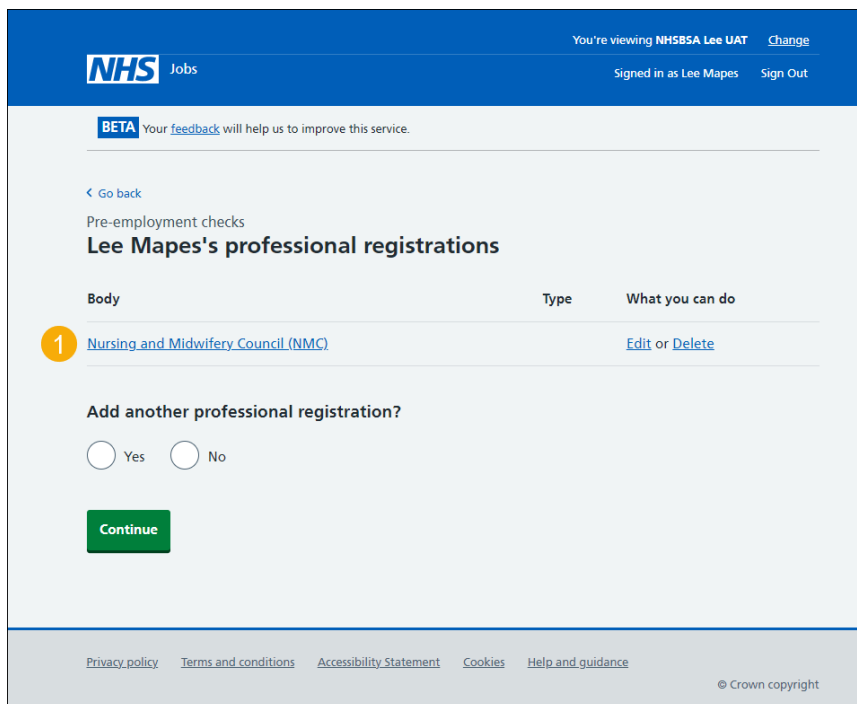 You're viewing NHSBSA Lee UAT Change
NHS Jobs
Signed in as Lee Mapes Sign Out
BETA Your feedback will help us to improve this service.
Go back
Pre-employment checks
Lee Mapes's professional registrations
Body Type What you can do
1 Nursing and Midwifery Council (NMC) Edit or Delete
Add another professional registration?
Yes No
Continue
Privacy policy Terms and conditions Accessibility Statement Cookies Help and guidance
© Crown copyright